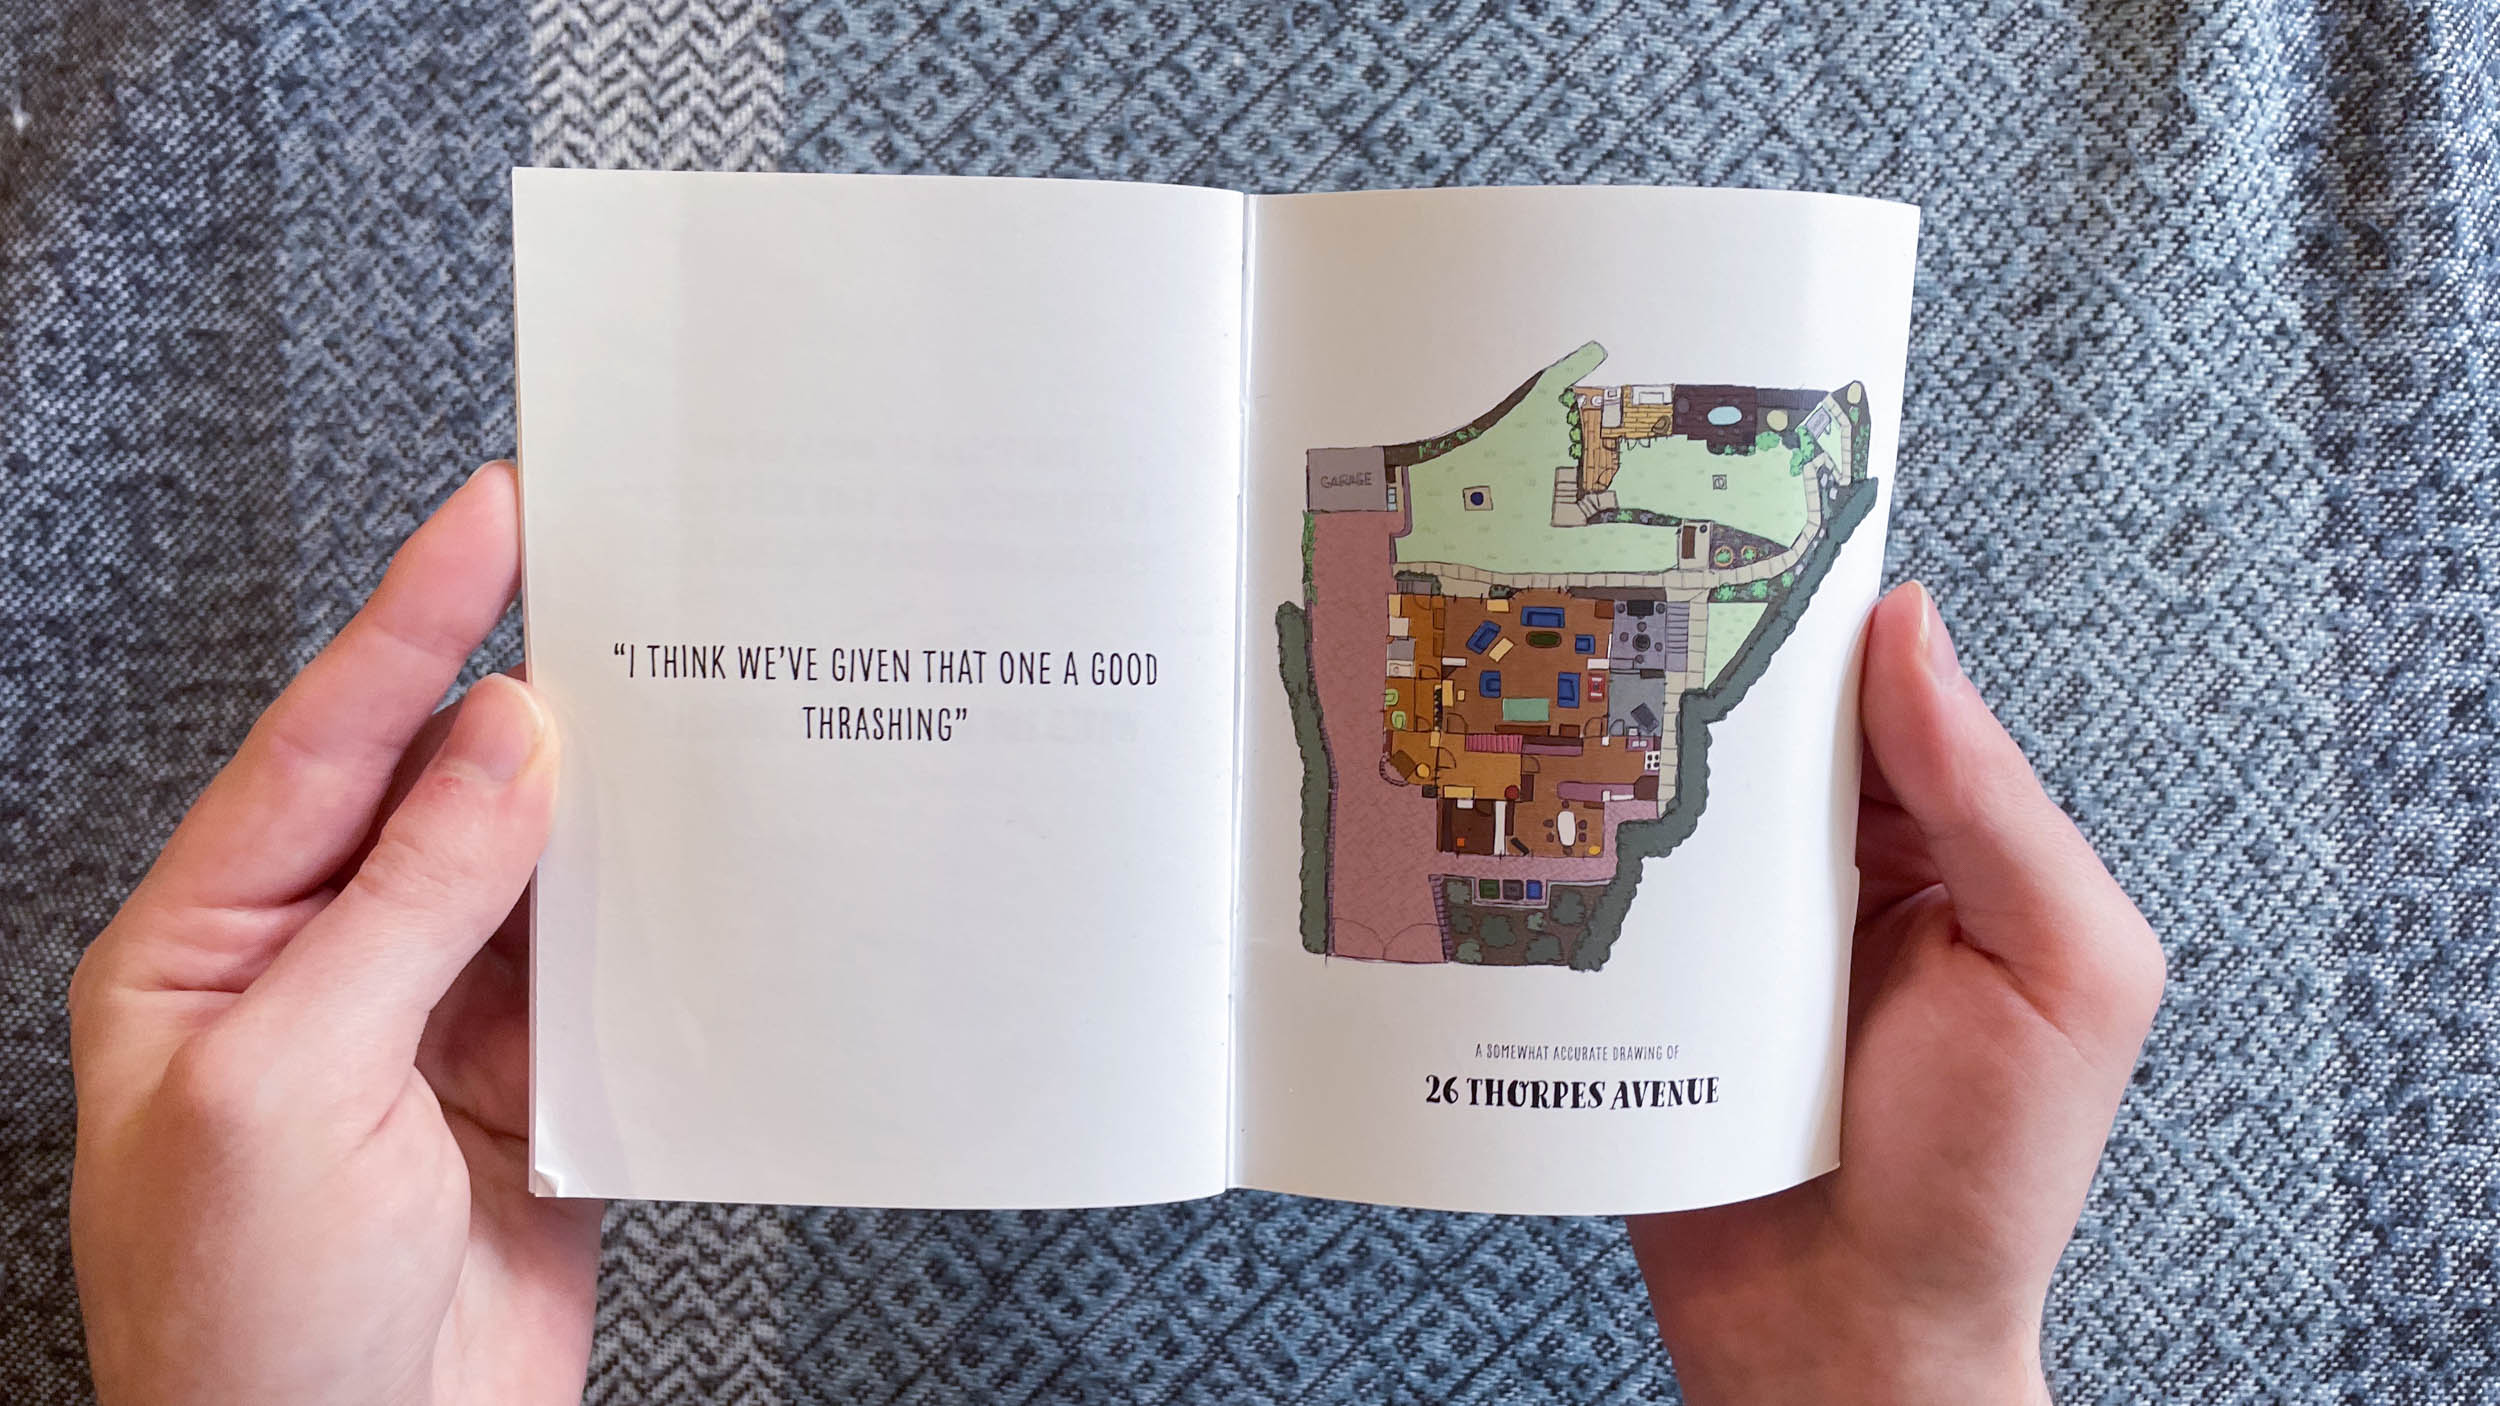 “I THINK WE’VE GIVEN THAT ONE A GOOD
THRASHING”
GARAGE
A SOMEWHAT ACCURATE DRAWING OF
26 THORPES AVENUE